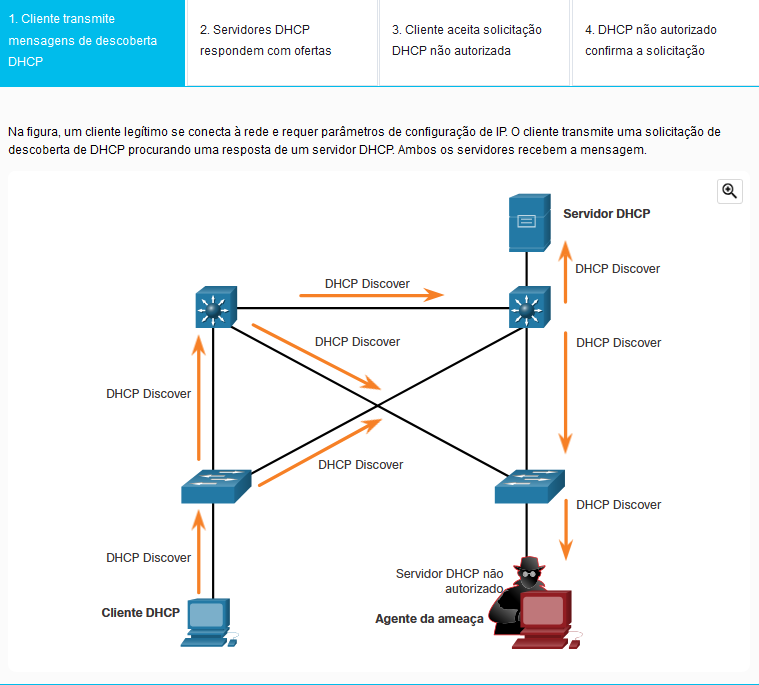 1. Cliente transmite
mensagens de descoberta
DHCP
2. Servidores DHCP
respondem com ofertas
3. Cliente aceita solicitação
DHCP não autorizada
4. DHCP não autorizado
confirma a solicitação
Na figura, um cliente legítimo se conecta à rede e requer parâmetros de configuração de IP. O cliente transmite uma solicitação de
descoberta de DHCP procurando uma resposta de um servidor DHCP. Ambos os servidores recebem a mensagem.
Servidor DHCP
DHCP Discover
DHCP Discover
DHCP Discover
DHCP Discover
DHCP Discover
DHCP Discover
DHCP Discover
DHCP Discover
Servidor DHCP não
autorizado
Cliente DHCP
Agente da ameaça